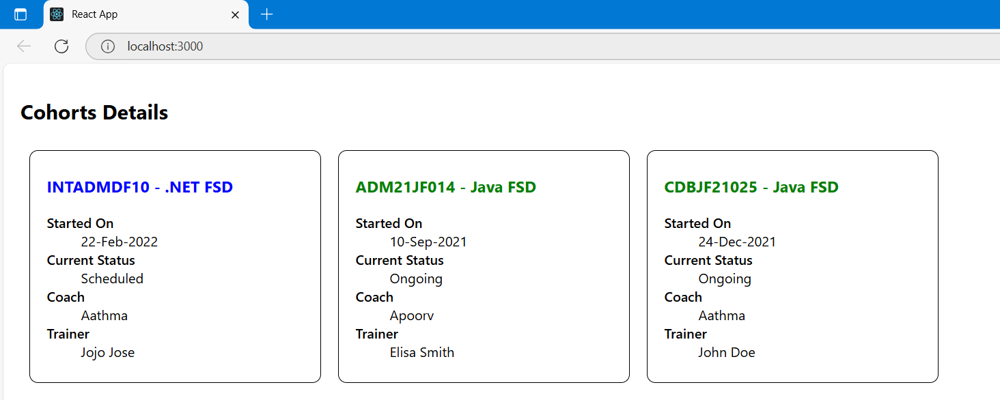 React App
localhost:3000
Cohorts Details
INTADMDF10 - .NET FSD
Started On
22-Feb-2022
Current Status
Scheduled
Coach
Aathma
Trainer
Jojo Jose
ADM21JF014 - Java FSD
Started On
10-Sep-2021
Current Status
Ongoing
Coach
Apoorv
Trainer
Elisa Smith
CDBJF21025 - Java FSD
Started On
24-Dec-2021
Current Status
Ongoing
Coach
Aathma
Trainer
John Doe